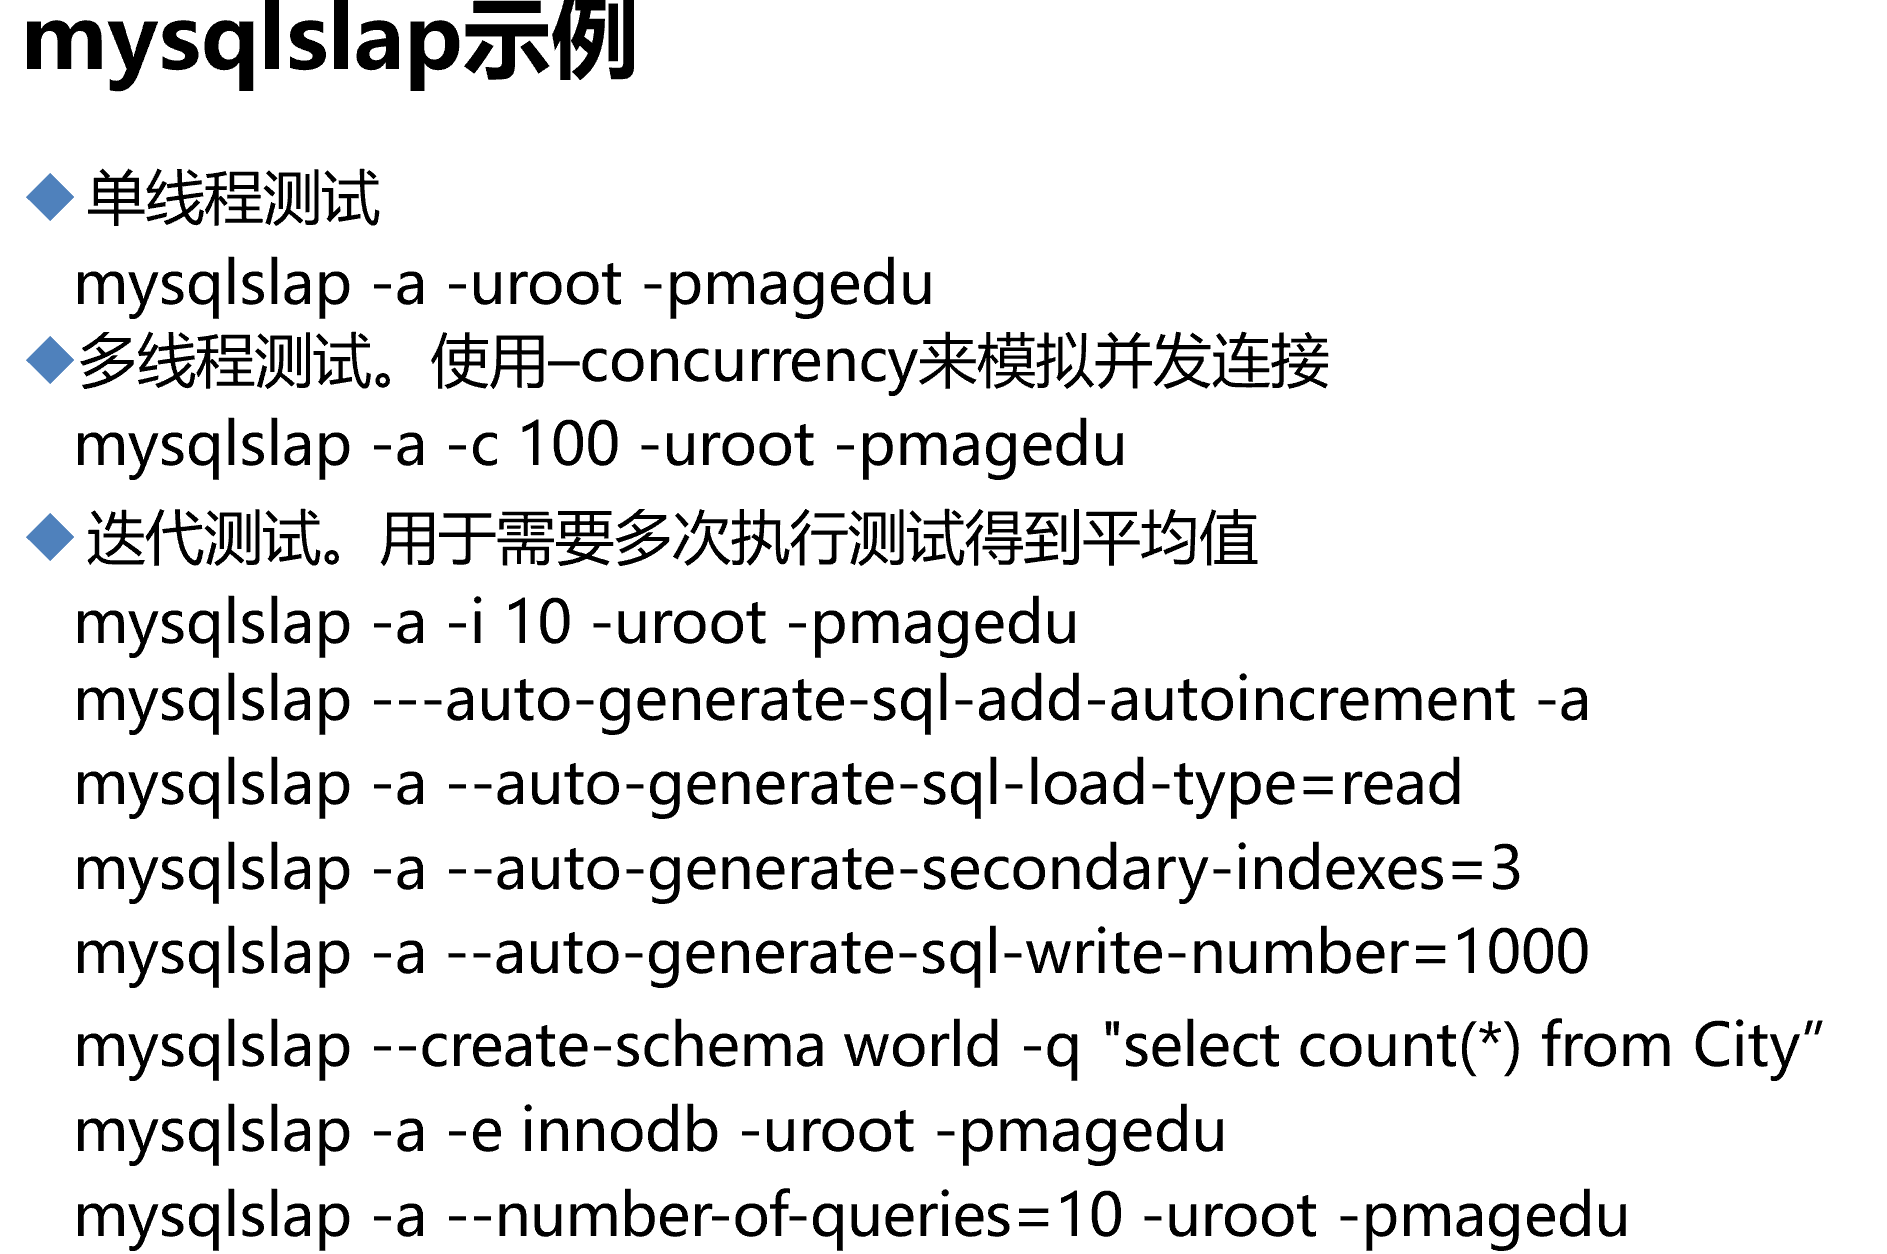 mysqlslap示例
单线程测试
mysqlslap -a -uroot -pmagedu
多线程测试。使用–concurrency来模拟并发连接
mysqlslap -a -c 100 -uroot -pmagedu
迭代测试。用于需要多次执行测试得到平均值
mysqlslap -a -i 10 -uroot -pmagedu
mysqlslap ---auto-generate-sql-add-autoincrement -a
mysqlslap -a --auto-generate-sql-load-type=read
mysqlslap -a --auto-generate-secondary-indexes=3
mysqlslap -a --auto-generate-sql-write-number=1000
mysqlslap --create-schema world -q "select count(*) from City”
mysqlslap -a -e innodb -uroot -pmagedu
mysqlslap -a --number-of-queries=10 -uroot -pmagedu